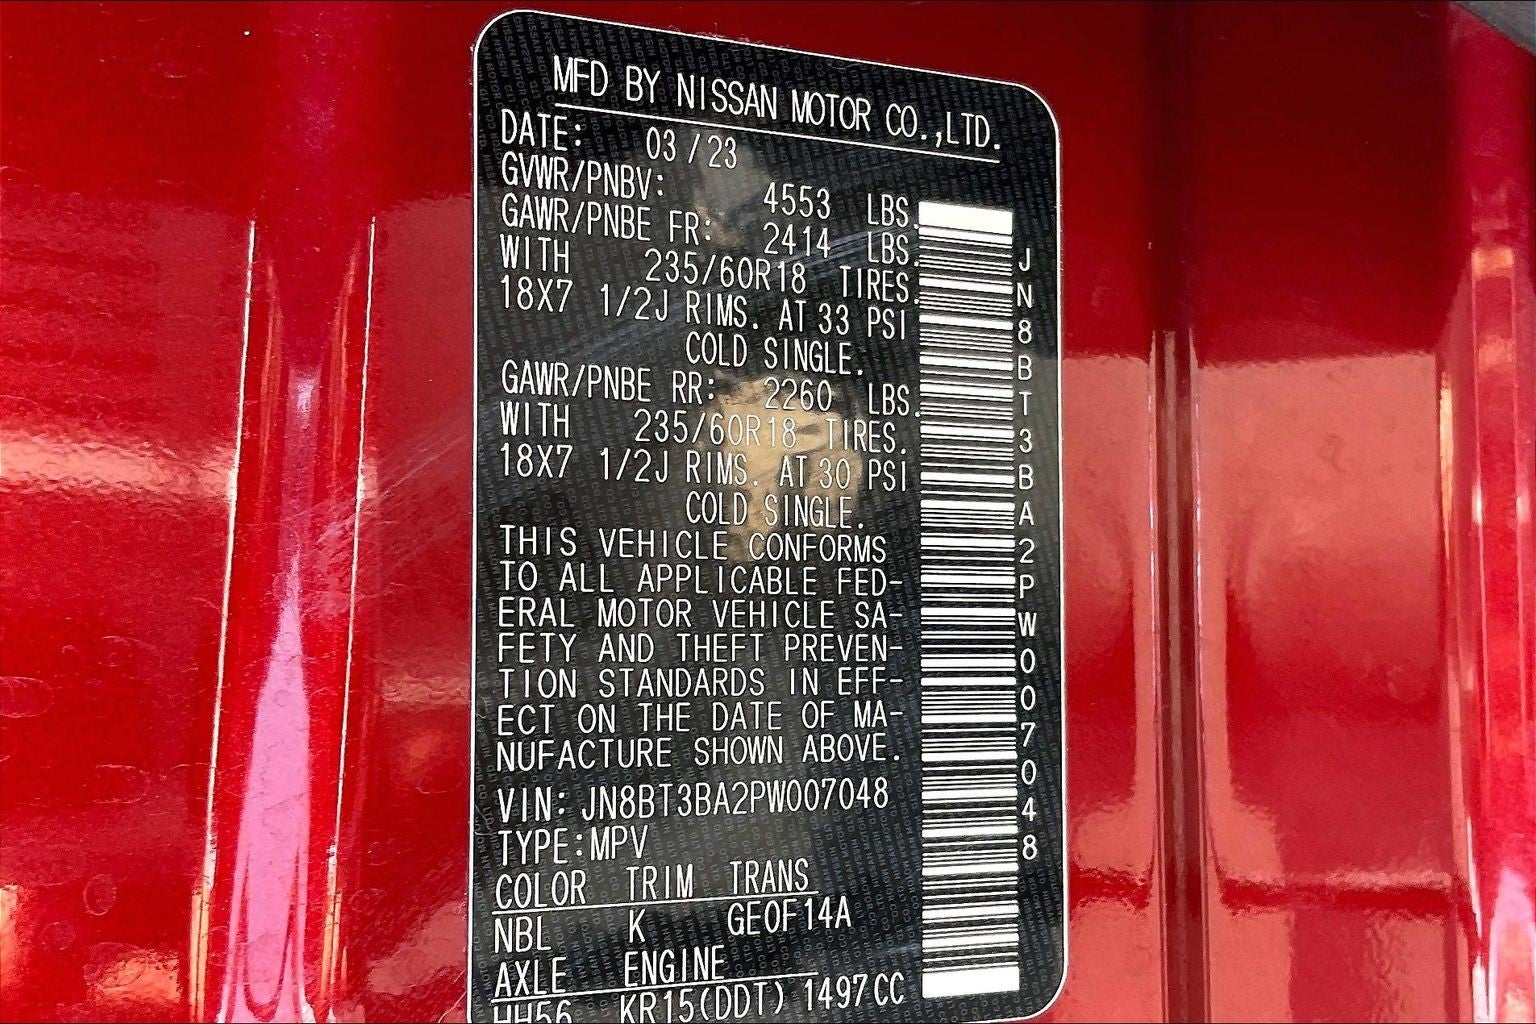 MFD BY NISSAN MOTOR CO.,LTD.
DATE: 03/23
GVWR/PNBV: 4553 LBS.
GAWR/PNBE FR: 2414 LBS.
WITH 235/60R18 TIRES.
18X7 1/2J RIMS. AT 33 PSI
COLD SINGLE.
GAWR/PNBE RR: 2260 LBS.
WITH 235/60R18 TIRES.
18X7 1/2J RIMS. AT 30 PSI
COLD SINGLE.
THIS VEHICLE CONFORMS
TO ALL APPLICABLE FED-
ERAL MOTOR VEHICLE SA-
FETY AND THEFT PREVEN-
TION STANDARDS IN EFF-
ECT ON THE DATE OF MA-
NUFACTURE SHOWN ABOVE.
VIN: JN8BT3BA2PW007048
TYPE:MPV
COLOR TRIM TRANS
NBL K GEOF14A
AXLE ENGINE
HH56 KR15(DDT) 1497CC
JN8BT3BA2PW007048